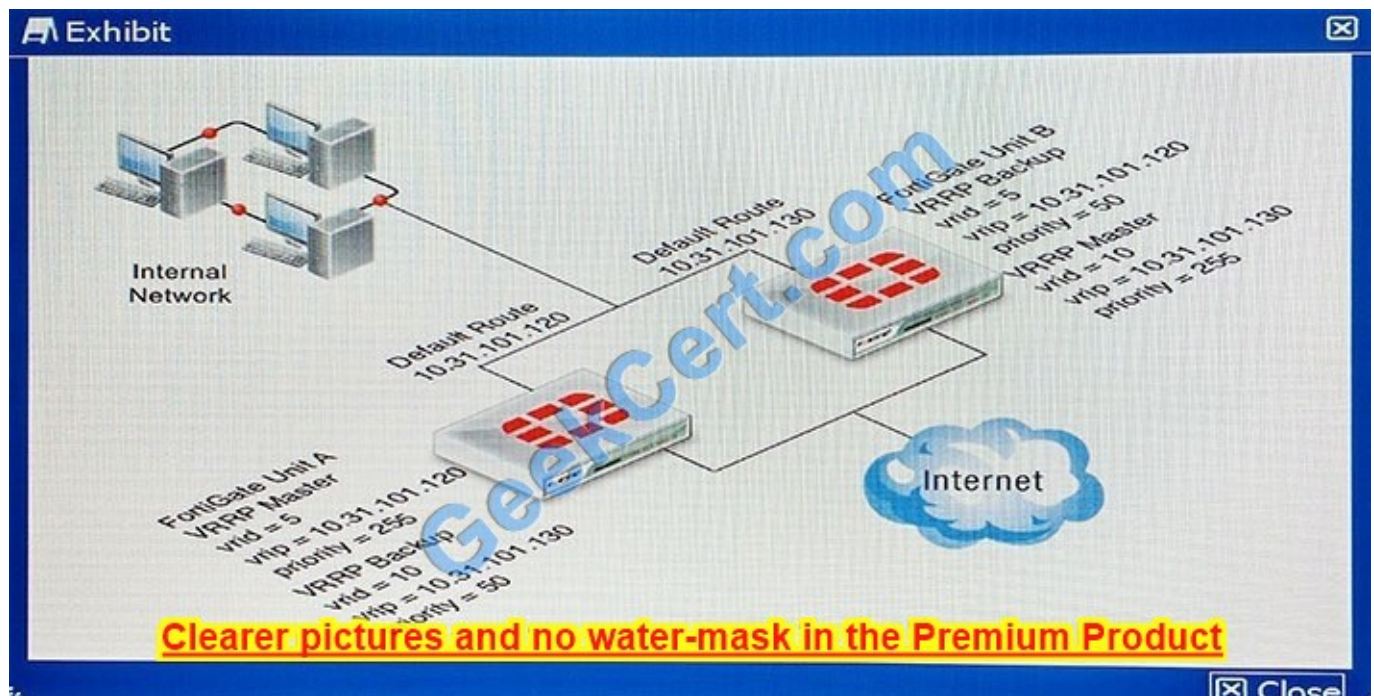 Exhibit
Internal
Network
Default Route
10.31.101.130
FortiGate Unit B
VRRP Backup
vrid = 5
vrip = 10.31.101.120
priority = 50
VRRP Master
vrid = 10
vrip = 10.31.101.130
priority = 255
Default Route
10.31.101.120
FortiGate Unit A
VRRP Master
vrid = 5
vrip = 10.31.101.120
priority = 255
VRRP Backup
vrid = 10
vrip = 10.31.101.130
priority = 50
Internet
GeekCert.com
Clearer pictures and no water-mask in the Premium Product
Close